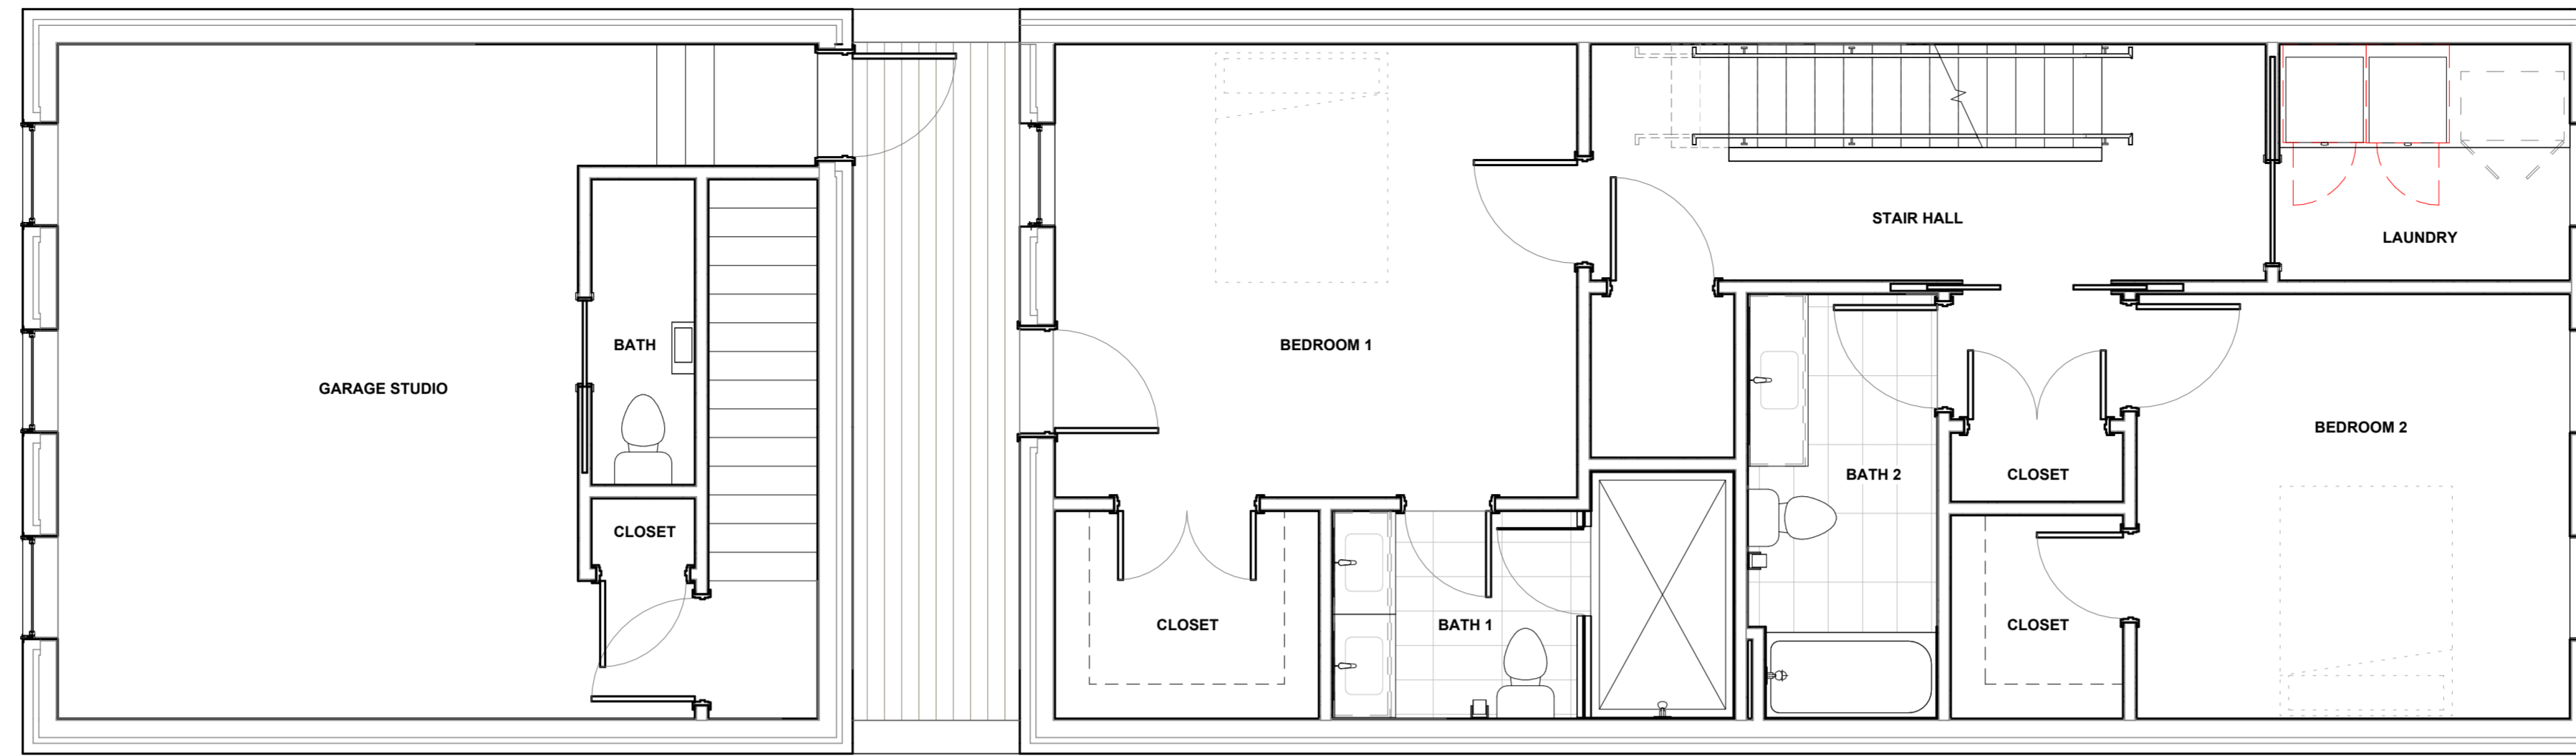 STAIR HALL
LAUNDRY
BATH
BEDROOM 1
GARAGE STUDIO
BEDROOM 2
BATH 2
CLOSET
CLOSET
CLOSET
BATH 1
CLOSET